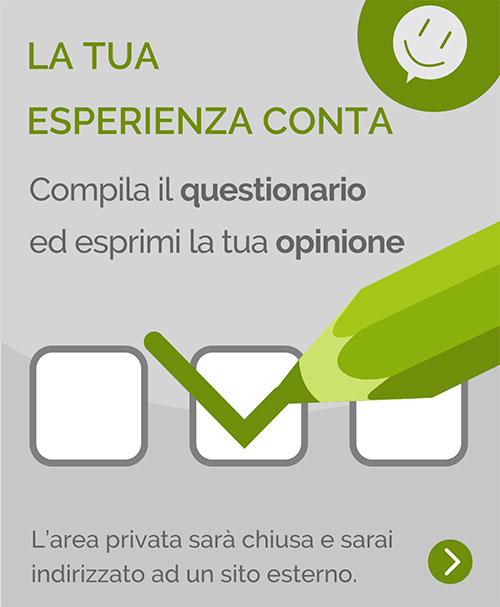 LA TUA
ESPERIENZA CONTA
Compila il questionario
ed esprimi la tua opinione
L'area privata sarà chiusa e sarai
indirizzato ad un sito esterno.